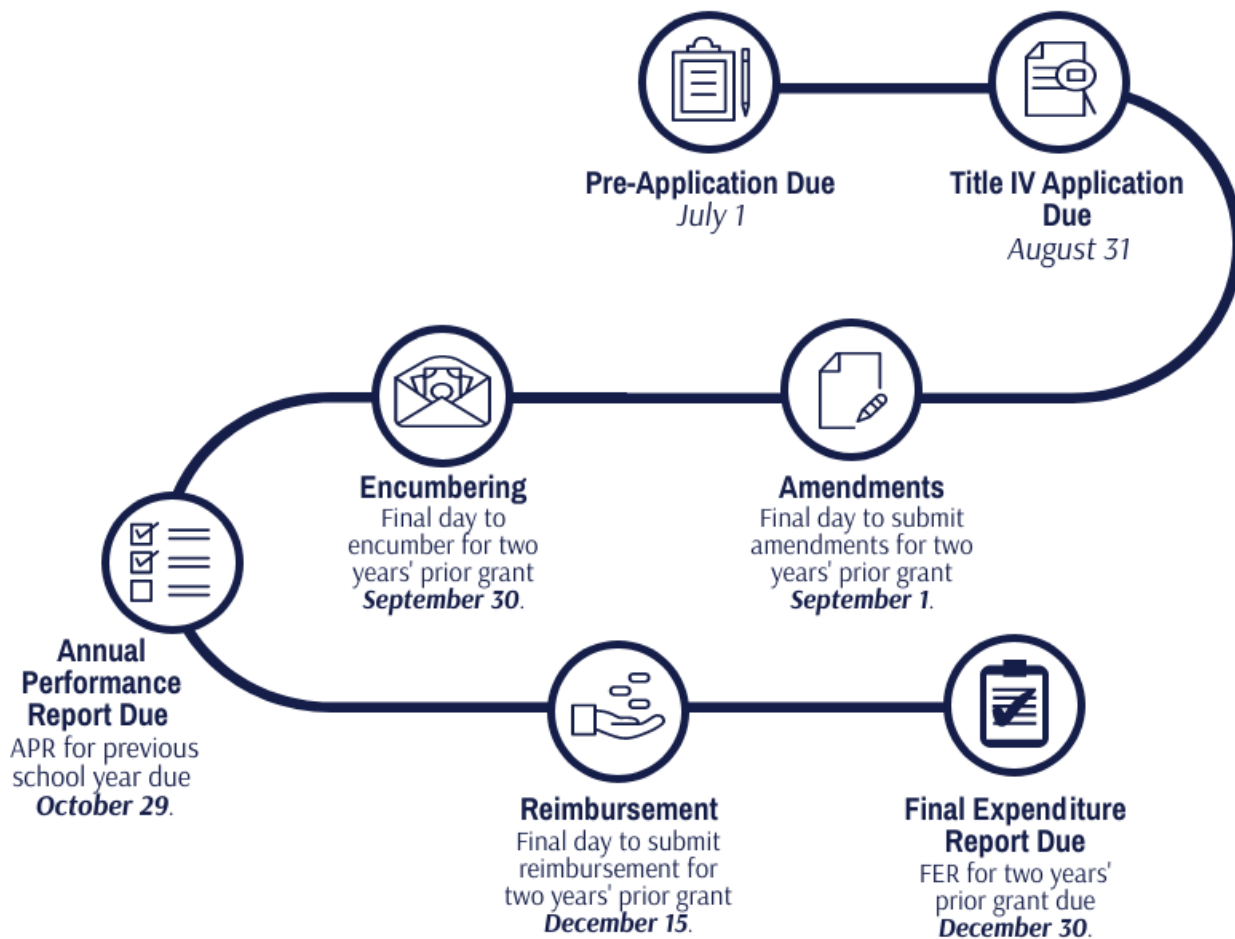 Pre-Application Due
July 1
Title IV Application
Due
August 31
Amendments
Final day to submit
amendments for two
years' prior grant
September 1.
Encumbering
Final day to
encumber for two
years' prior grant
September 30.
Annual
Performance
Report Due
APR for previous
school year due
October 29.
Reimbursement
Final day to submit
reimbursement for
two years' prior grant
December 15.
Final Expenditure
Report Due
FER for two years'
prior grant due
December 30.